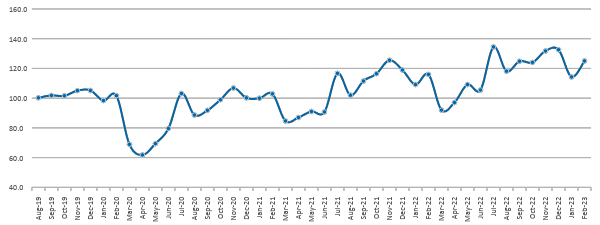 160.0
140.0
120.0
100.0
80.0
60.0
40.0
Aug-19
Sep-19
Oct-19
Nov-19
Dec-19
Jan-20
Feb-20
Mar-20
Apr-20
May-20
Jun-20
Jul-20
Aug-20
Sep-20
Oct-20
Nov-20
Dec-20
Jan-21
Feb-21
Mar-21
Apr-21
May-21
Jun-21
Jul-21
Aug-21
Sep-21
Oct-21
Nov-21
Dec-21
Jan-22
Feb-22
Mar-22
Apr-22
May-22
Jun-22
Jul-22
Aug-22
Sep-22
Oct-22
Nov-22
Dec-22
Jan-23
Feb-23